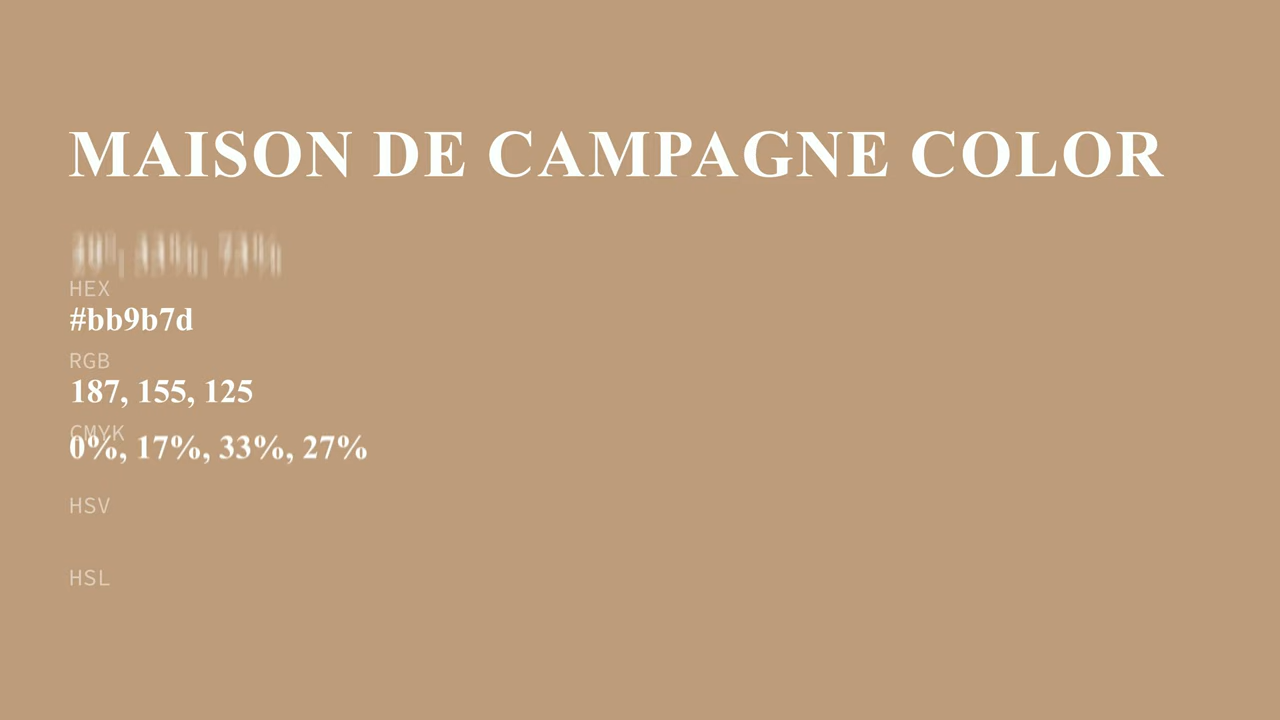 MAISON DE CAMPAGNE COLOR
HEX
#bb9b7d
RGB
187, 155, 125
CMYK
0%, 17%, 33%, 27%
HSV
HSL